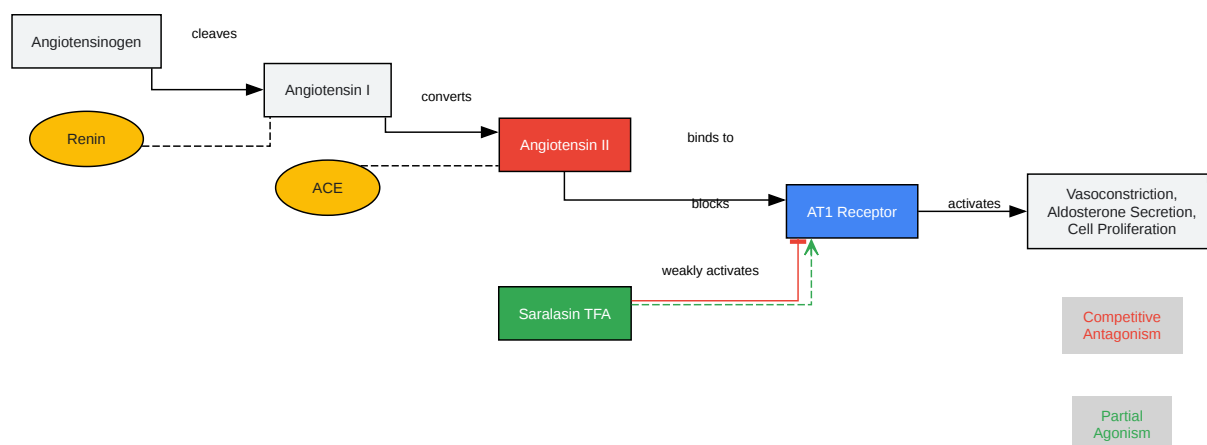 Angiotensinogen
cleaves
Angiotensin I
converts
Renin
Angiotensin II
binds to
ACE
blocks
AT1 Receptor
activates
Vasoconstriction,
Aldosterone Secretion,
Cell Proliferation
weakly activates
Saralasin TFA
Competitive
Antagonism
Partial
Agonism